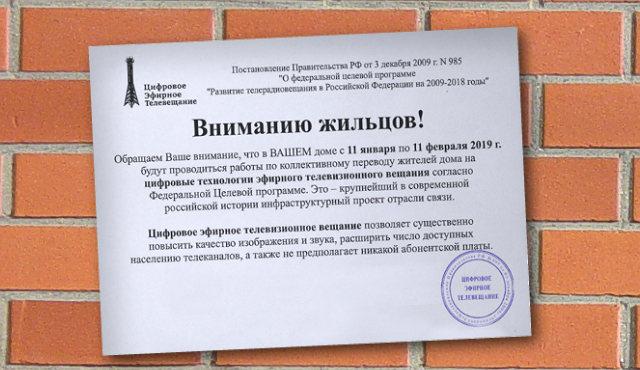 Цифровое
Эфирное
Телевещание
Постановление Правительства РФ от 3 декабря 2009 г. N 985
"О федеральной целевой программе
"Развитие телерадиовещания в Российской Федерации на 2009-2018 годы"
Вниманию жильцов!
Обращаем Ваше внимание, что в ВАШЕМ доме с 11 января по 11 февраля 2019 г.
будут проводиться работы по коллективному переводу жителей дома на
цифровые технологии эфирного телевизионного вещания согласно
Федеральной Целевой программе. Это – крупнейший в современной
российской истории инфраструктурный проект отрасли связи.
Цифровое эфирное телевизионное вещание позволяет существенно
повысить качество изображения и звука, расширить число доступных
населению телеканалов, а также не предполагает никакой абонентской платы.
ЦИФРОВОЕ
ЭФИРНОЕ
ТЕЛЕВЕЩАНИЕ